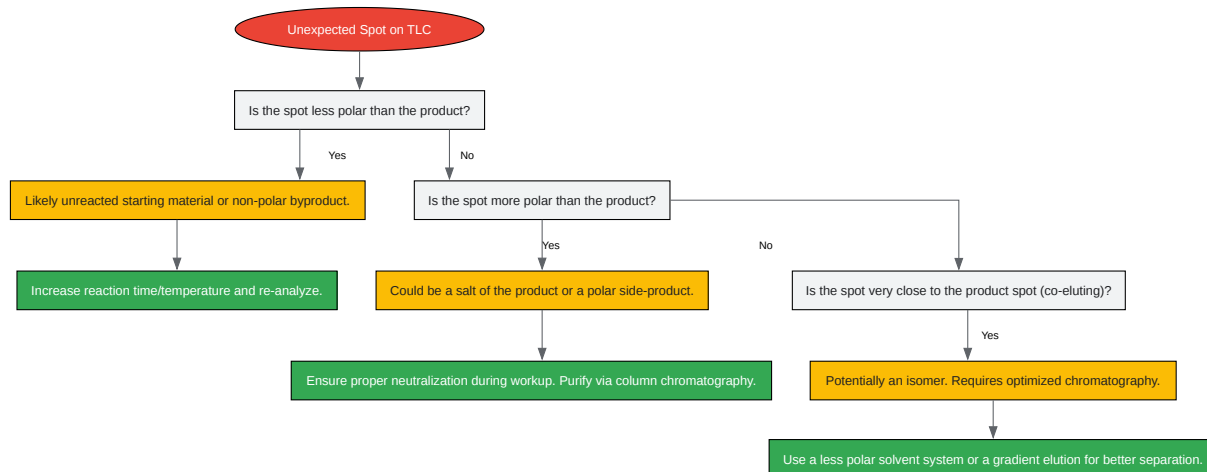 Unexpected Spot on TLC
Is the spot less polar than the product?
Yes
No
Likely unreacted starting material or non-polar byproduct.
Is the spot more polar than the product?
Yes
No
Increase reaction time/temperature and re-analyze.
Could be a salt of the product or a polar side-product.
Is the spot very close to the product spot (co-eluting)?
Yes
Ensure proper neutralization during workup. Purify via column chromatography.
Potentially an isomer. Requires optimized chromatography.
Use a less polar solvent system or a gradient elution for better separation.